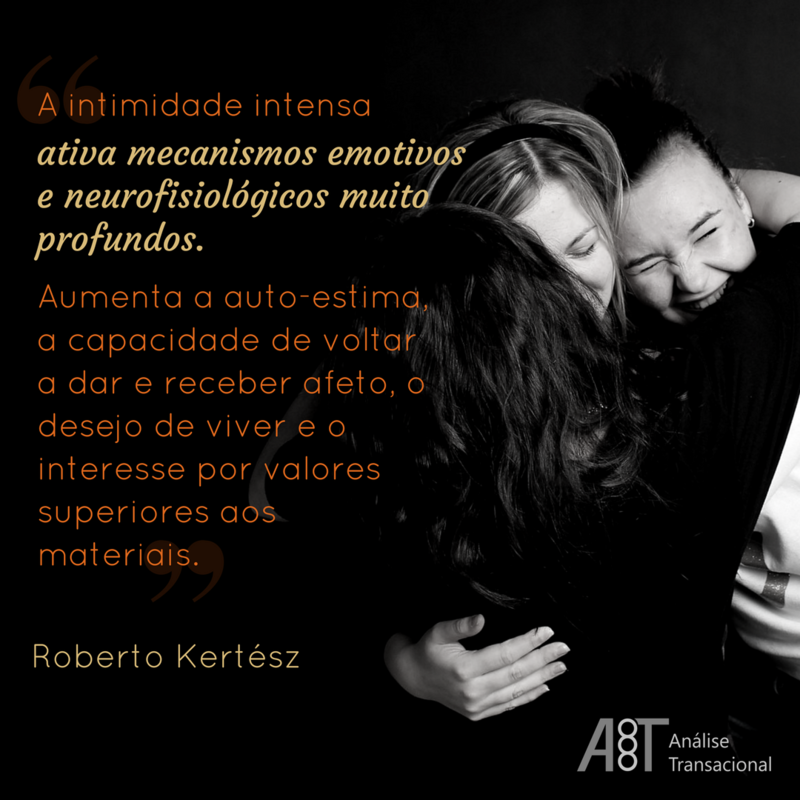 “
A intimidade intensa
ativa mecanismos emotivos
e neurofisiológicos muito
profundos.
Aumenta a auto-estima,
a capacidade de voltar
a dar e receber afeto, o
desejo de viver e o
interesse por valores
superiores aos
materiais.
”
Roberto Kertész
A8T Análise
Transacional